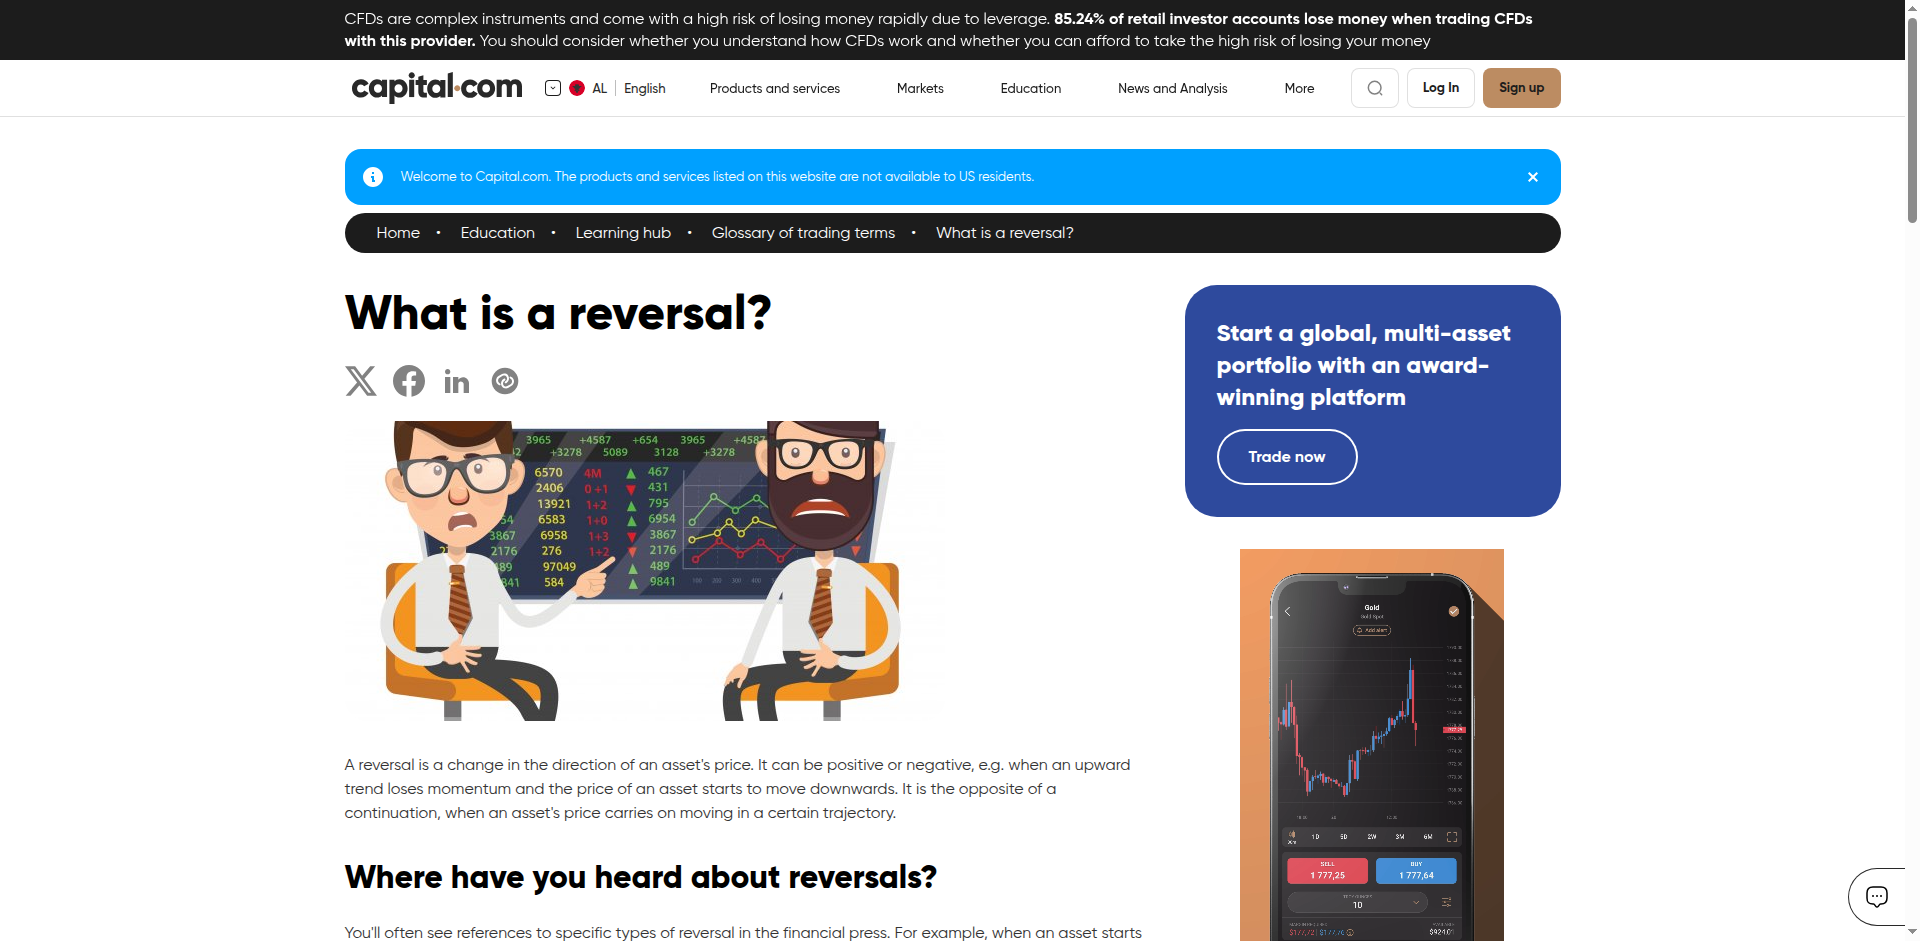 CFDs are complex instruments and come with a high risk of losing money rapidly due to leverage. 85.24% of retail investor accounts lose money when trading CFDs
with this provider. You should consider whether you understand how CFDs work and whether you can afford to take the high risk of losing your money
capital.com
AL English
Products and services
Markets
Education
News and Analysis
More
Log In
Sign up
Welcome to Capital.com. The products and services listed on this website are not available to US residents.
Home • Education • Learning hub • Glossary of trading terms • What is a reversal?
What is a reversal?
3965 +4587 +654 3965 +4587
+3278 5089 3128 +3278
6570 4M 467
2406 0+1 431
13921 1+2 795
6583 1+0 6954
3867 6958 1+3 3867
2176 276 1+2 2176
97049 489
584 9841
A reversal is a change in the direction of an asset's price. It can be positive or negative, e.g. when an upward
trend loses momentum and the price of an asset starts to move downwards. It is the opposite of a
continuation, when an asset's price carries on moving in a certain trajectory.
Where have you heard about reversals?
You'll often see references to specific types of reversal in the financial press. For example, when an asset starts
Start a global, multi-asset
portfolio with an award-
winning platform
Trade now
Gold
Gold Spot
Add alert
1D 5D 2W 3M 6M
SELL
1 777,25
BUY
1 777,64
10
$924.01